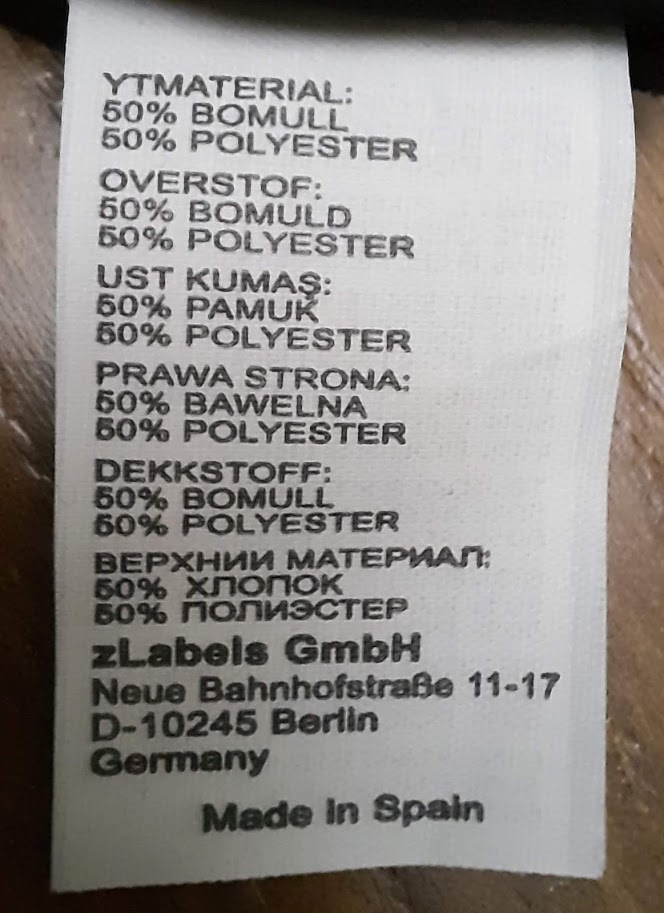 YTMATERIAL:
50% BOMULL
50% POLYESTER
OVERSTOF:
50% BOMULD
50% POLYESTER
UST KUMAŞ:
50% PAMUK
50% POLYESTER
PRAWA STRONA:
50% BAWELNA
50% POLYESTER
DEKKSTOFF:
50% BOMULL
50% POLYESTER
ВЕРХНИИ МАТЕРИАЛ:
50% ХЛОПОК
50% ПОЛИЭСТЕР
zLabels GmbH
Neue Bahnhofstraße 11-17
D-10245 Berlin
Germany
Made in Spain